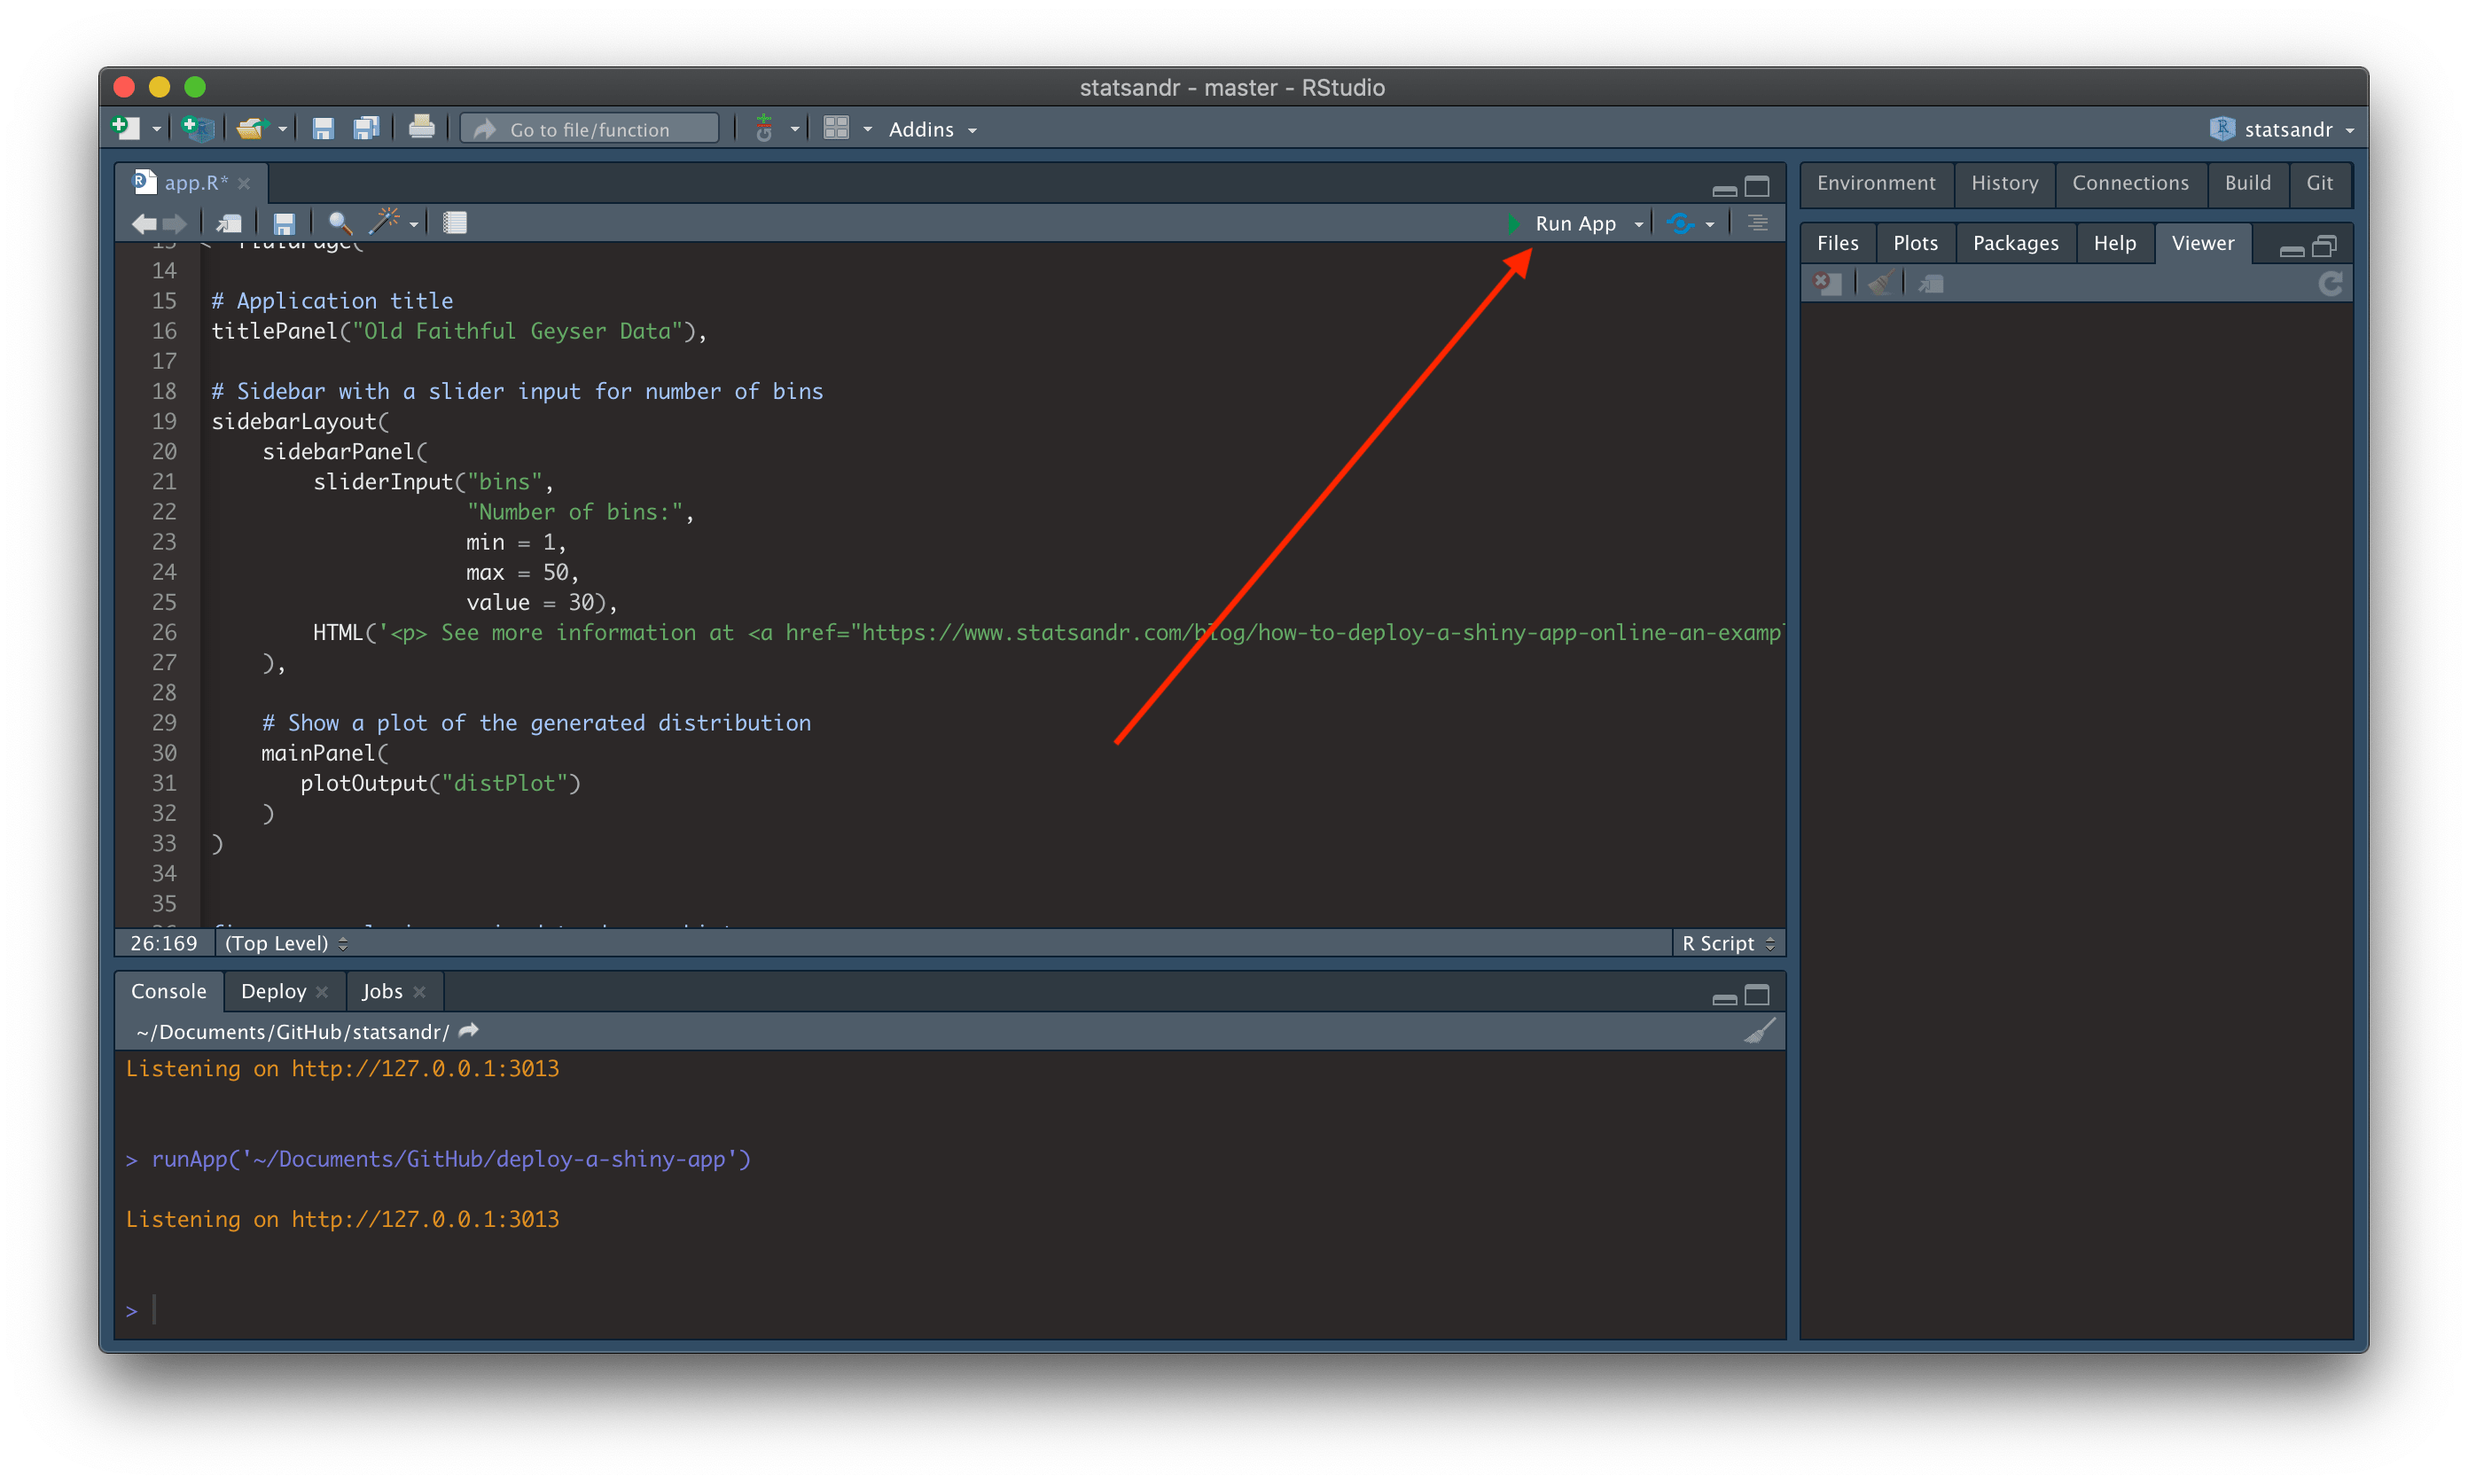 statsandr - master - RStudio
Go to file/function
Addins
statsandr
app.R*
Run App
14
15 # Application title
16 titlePanel("Old Faithful Geyser Data"),
17
18 # Sidebar with a slider input for number of bins
19 sidebarLayout(
20 sidebarPanel(
21 sliderInput("bins",
22 "Number of bins:",
23 min = 1,
24 max = 50,
25 value = 30),
26 HTML('<p> See more information at <a href="https://www.statsandr.com/blog/how-to-deploy-a-shiny-app-online-an-exampl
27 ),
28
29 # Show a plot of the generated distribution
30 mainPanel(
31 plotOutput("distPlot")
32 )
33 )
34
35
26:169 (Top Level)
R Script
Console Deploy Jobs
~/Documents/GitHub/statsandr/
Listening on http://127.0.0.1:3013
> runApp('~/Documents/GitHub/deploy-a-shiny-app')
Listening on http://127.0.0.1:3013
>
Environment History Connections Build Git
Files Plots Packages Help Viewer